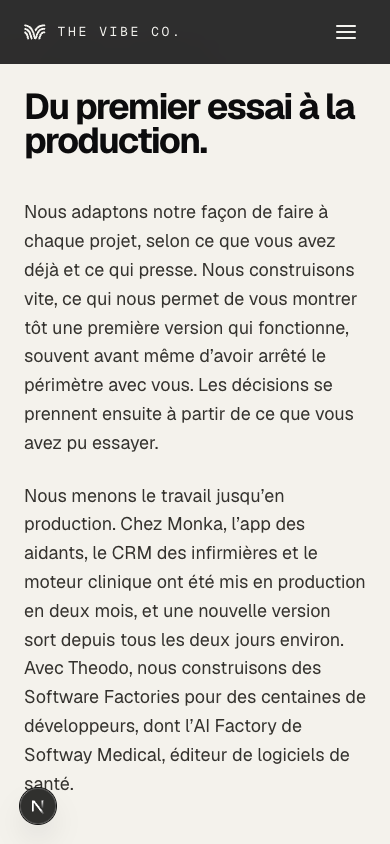 THE VIBE CO.
Du premier essai à la
production.
Nous adaptons notre façon de faire à
chaque projet, selon ce que vous avez
déjà et ce qui presse. Nous construisons
vite, ce qui nous permet de vous montrer
tôt une première version qui fonctionne,
souvent avant même d’avoir arrêté le
périmètre avec vous. Les décisions se
prennent ensuite à partir de ce que vous
avez pu essayer.
Nous menons le travail jusqu’en
production. Chez Monka, l’app des
aidants, le CRM des infirmières et le
moteur clinique ont été mis en production
en deux mois, et une nouvelle version
sort depuis tous les deux jours environ.
Avec Theodo, nous construisons des
Software Factories pour des centaines de
développeurs, dont l’AI Factory de
Softway Medical, éditeur de logiciels de
santé.
N